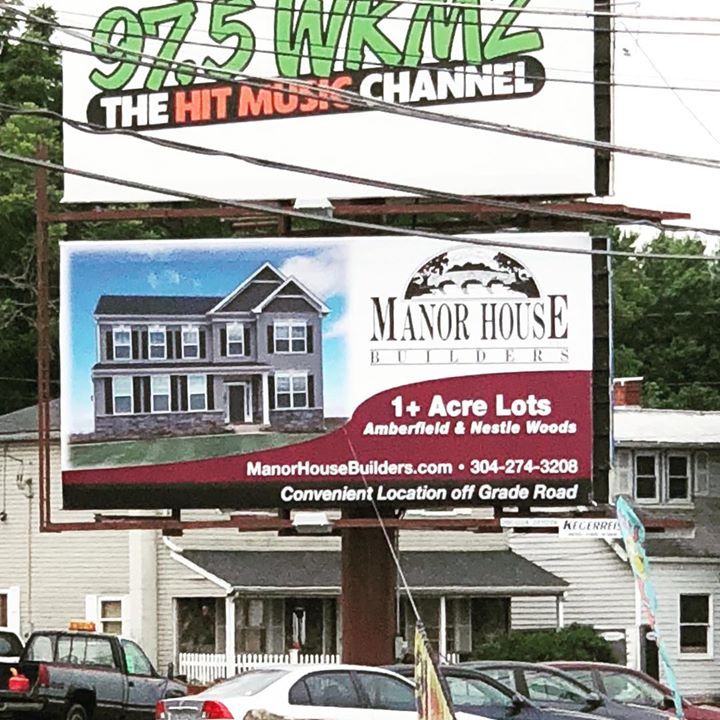 97.5 WKMZ
THE HIT MUSIC CHANNEL
MANOR HOUSE
BUILDERS
1+ Acre Lots
Amberfield & Nestle Woods
ManorHouseBuilders.com • 304-274-3208
Convenient Location off Grade Road
KEGERREIS